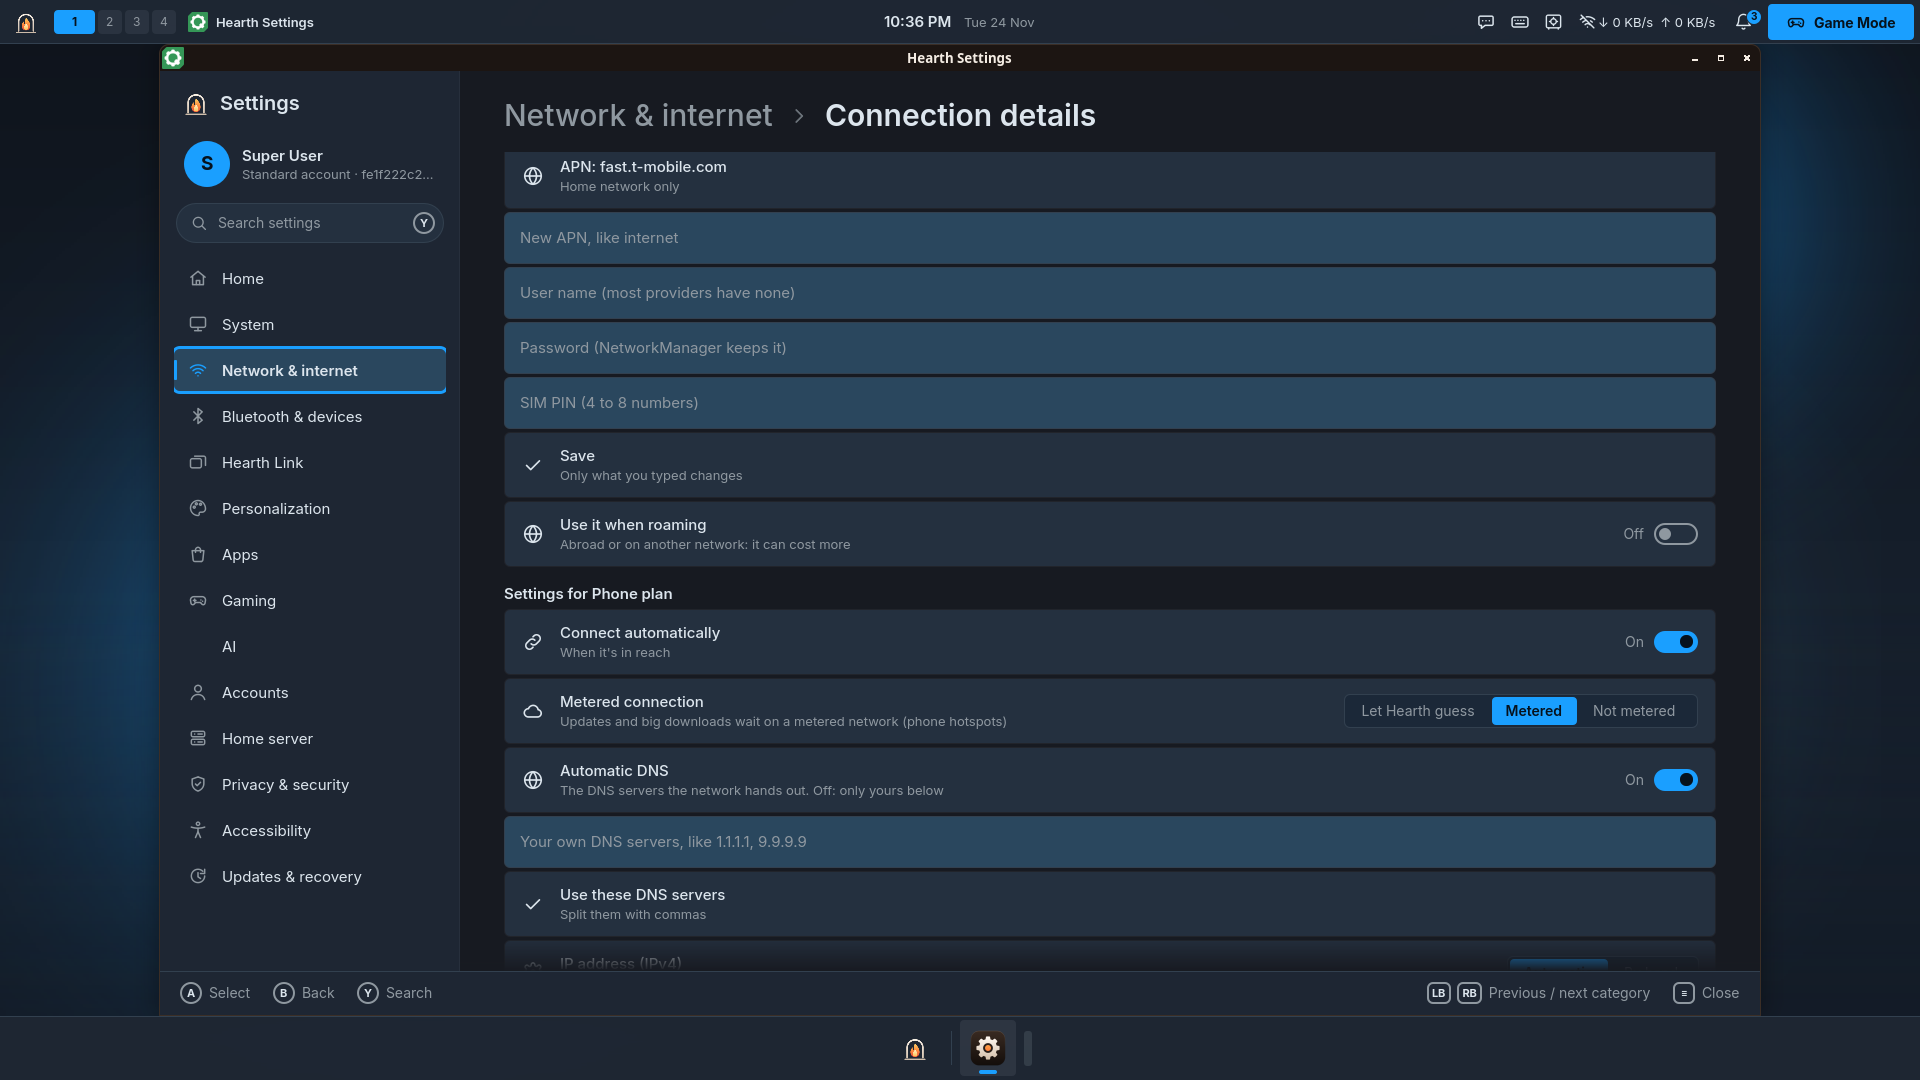 1 2 3 4 Hearth Settings 10:36 PM Tue 24 Nov ↓ 0 KB/s ↑ 0 KB/s 3 Game Mode
Hearth Settings
Settings
S
Super User
Standard account · fe1f222c2...
Search settings Y
Home
System
Network & internet
Bluetooth & devices
Hearth Link
Personalization
Apps
Gaming
AI
Accounts
Home server
Privacy & security
Accessibility
Updates & recovery
Network & internet > Connection details
APN: fast.t-mobile.com
Home network only
New APN, like internet
User name (most providers have none)
Password (NetworkManager keeps it)
SIM PIN (4 to 8 numbers)
Save
Only what you typed changes
Use it when roaming
Abroad or on another network: it can cost more
Off
Settings for Phone plan
Connect automatically
When it's in reach
On
Metered connection
Updates and big downloads wait on a metered network (phone hotspots)
Let Hearth guess Metered Not metered
Automatic DNS
The DNS servers the network hands out. Off: only yours below
On
Your own DNS servers, like 1.1.1.1, 9.9.9.9
Use these DNS servers
Split them with commas
IP address (IPv4)
A Select B Back Y Search LB RB Previous / next category ≡ Close